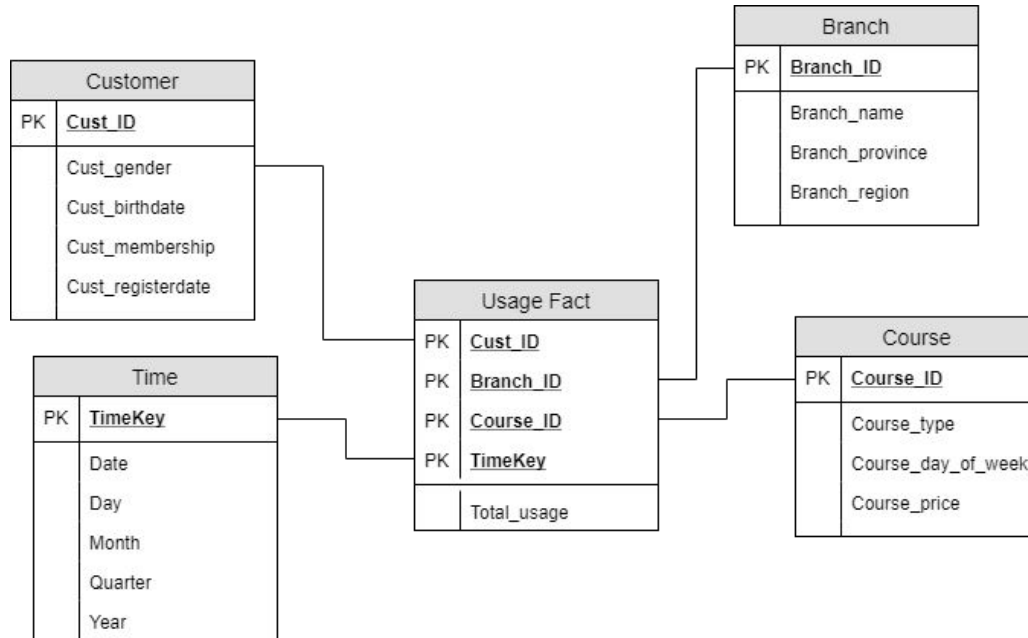 Customer
PK Cust_ID
Cust_gender
Cust_birthdate
Cust_membership
Cust_registerdate
Branch
PK Branch_ID
Branch_name
Branch_province
Branch_region
Usage Fact
PK Cust_ID
PK Branch_ID
PK Course_ID
PK TimeKey
Total_usage
Time
PK TimeKey
Date
Day
Month
Quarter
Year
Course
PK Course_ID
Course_type
Course_day_of_week
Course_price